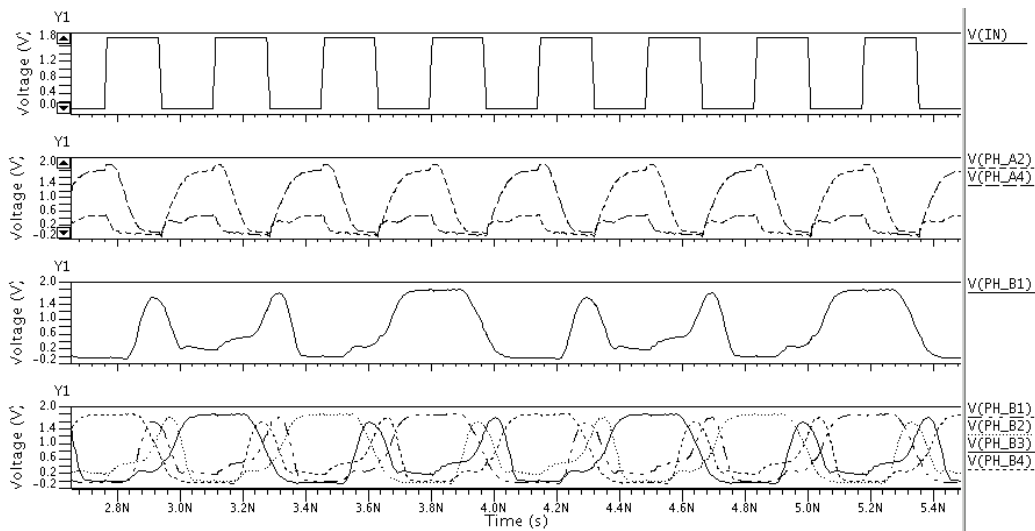 Y1
Voltage (V)
1.8
1.2
0.8
0.4
0.0
V(IN)
Y1
Voltage (V)
2.0
1.4
1.0
0.6
0.2
-0.2
V(PH_A2)
V(PH_A4)
Y1
Voltage (V)
2.0
1.4
1.0
0.6
0.2
-0.2
V(PH_B1)
Y1
Voltage (V)
2.0
1.4
1.0
0.6
0.2
-0.2
V(PH_B1)
V(PH_B2)
V(PH_B3)
V(PH_B4)
2.8N 3.0N 3.2N 3.4N 3.6N 3.8N 4.0N 4.2N 4.4N 4.6N 4.8N 5.0N 5.2N 5.4N
Time (s)